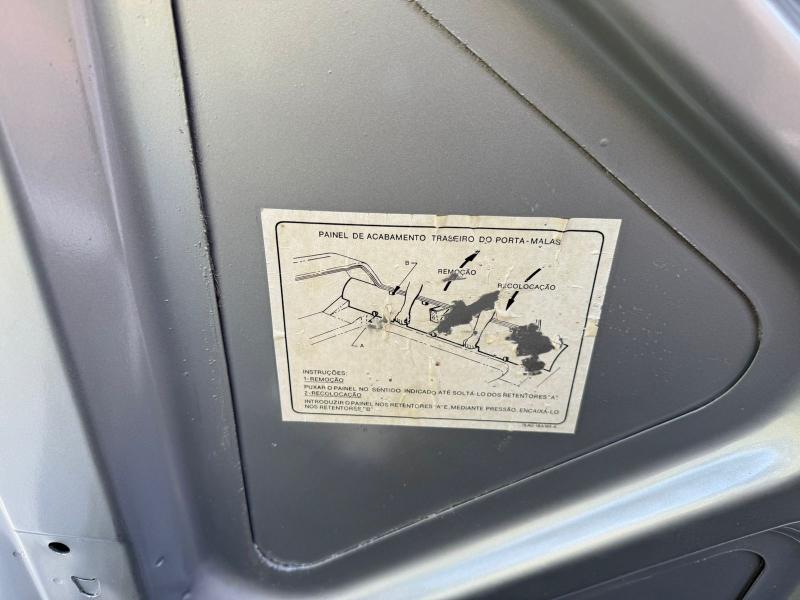 PAINEL DE ACABAMENTO TRASEIRO DO PORTA-MALAS
B
REMOÇÃO
RECOLOCAÇÃO
A
INSTRUÇÕES:
1-REMOÇÃO
PUXAR O PAINEL NO SENTIDO INDICADO ATÉ SOLTÁ-LO DOS RETENTORES "A".
2-RECOLOCAÇÃO
INTRODUZIR O PAINEL NOS RETENTORES "A" E, MEDIANTE PRESSÃO, ENCAIXÁ-LO
NOS RETENTORSE "B"